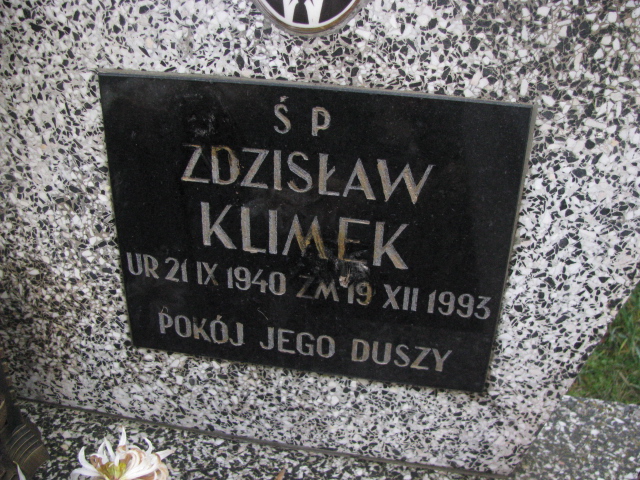 Ś P
ZDZISŁAW
KLIMEK
UR 21 IX 1940 ZM 19 XII 1993
POKÓJ JEGO DUSZY